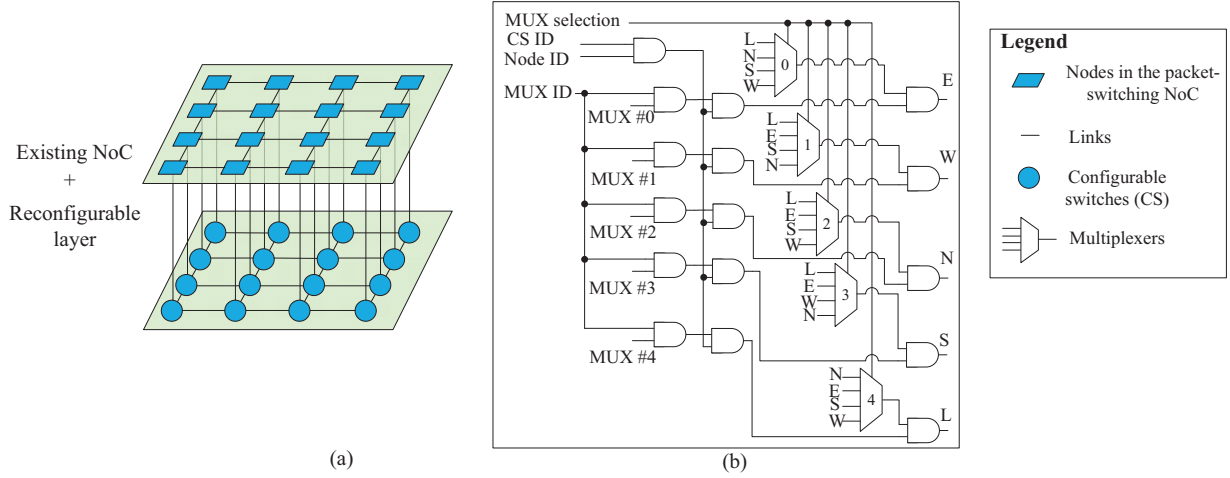 Existing NoC
+
Reconfigurable
layer
(a)
MUX selection
CS ID
Node ID
MUX ID
MUX #0
MUX #1
MUX #2
MUX #3
MUX #4
L
N
S
W
0
E
L
E
S
N
1
W
L
E
S
W
2
N
L
E
W
N
3
S
N
E
S
W
4
L
(b)
Legend
Nodes in the packet-
switching NoC
Links
Configurable
switches (CS)
Multiplexers